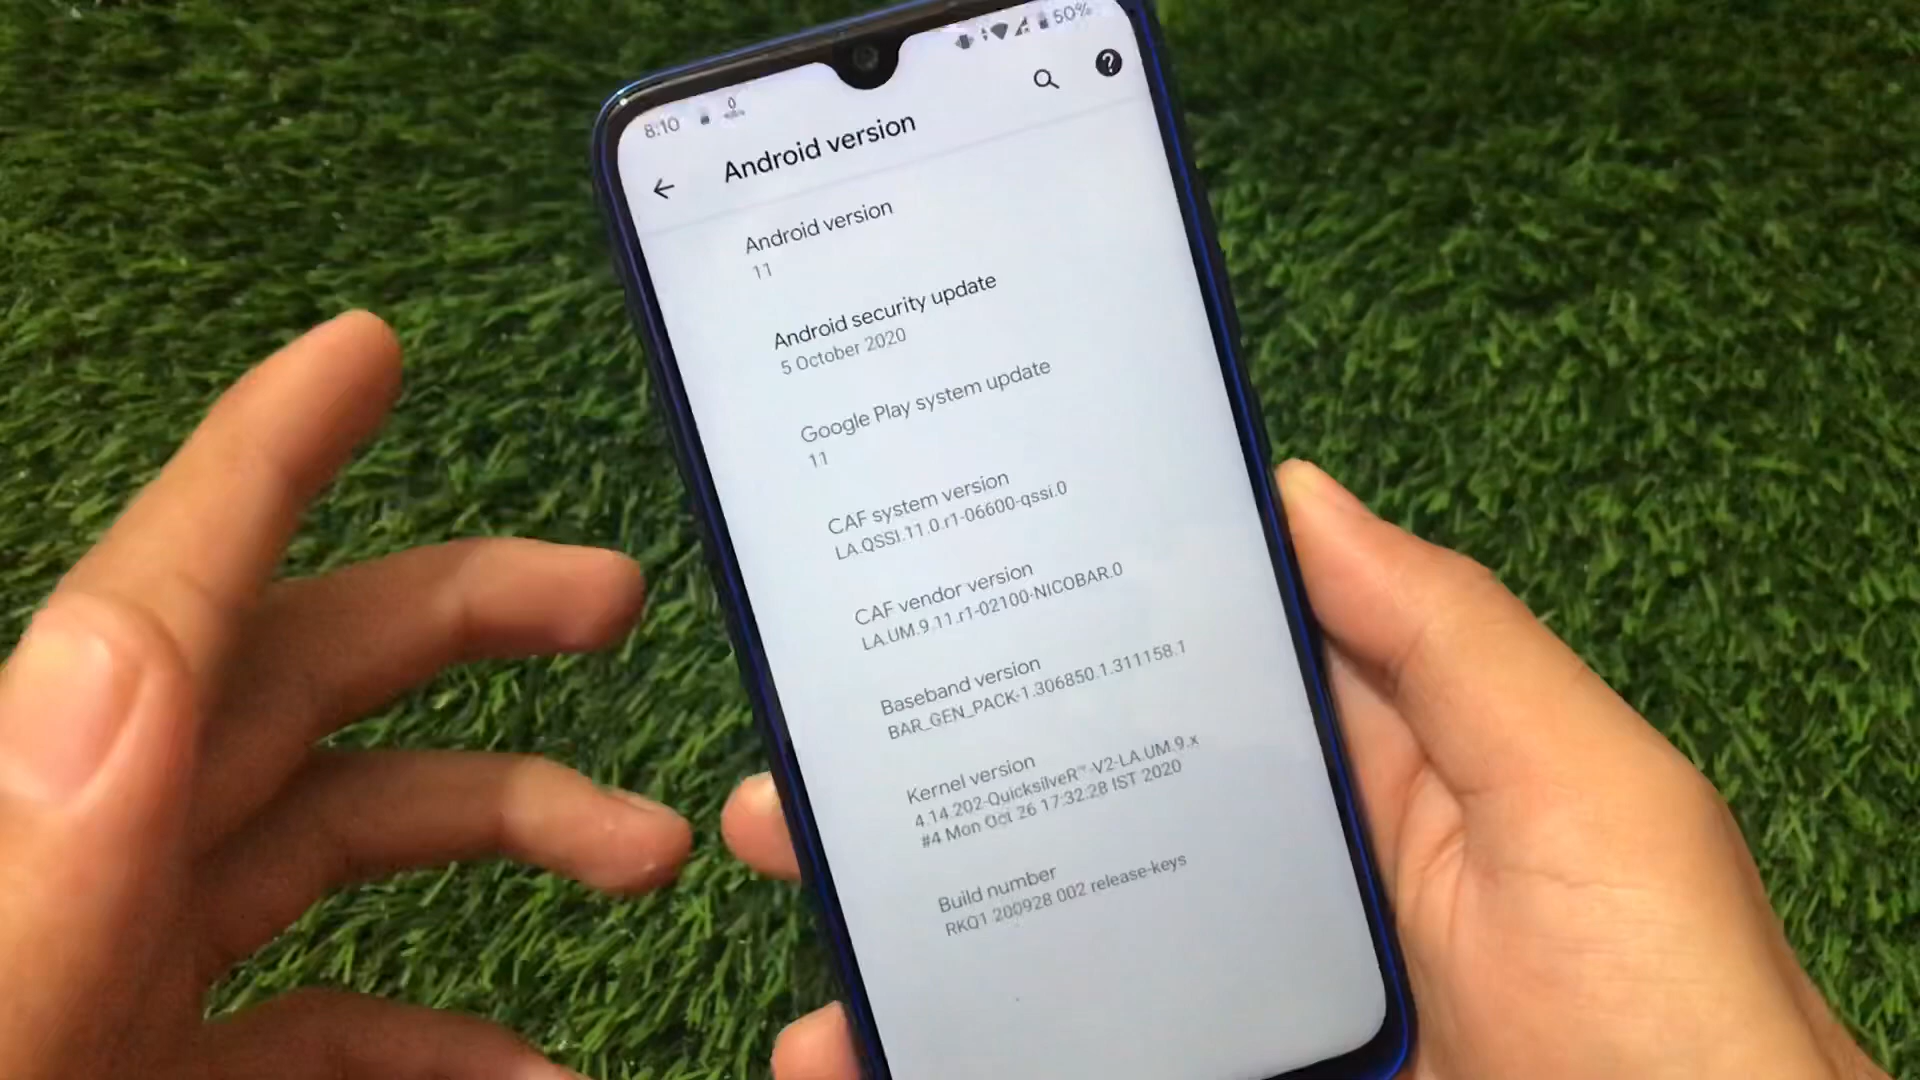 8:10
0
50%
Android version
Android version
11
Android security update
5 October 2020
Google Play system update
11
CAF system version
LA.QSSI.11.0.r1-06600-qssi.0
CAF vendor version
LA.UM.9.11.r1-02100-NICOBAR.0
Baseband version
BAR_GEN_PACK-1.306850.1.311158.1
Kernel version
4.14.202-QuicksilveR™-V2-LA.UM.9.x
#4 Mon Oct 26 17:32:28 IST 2020
Build number
RKQ1.200928.002 release-keys